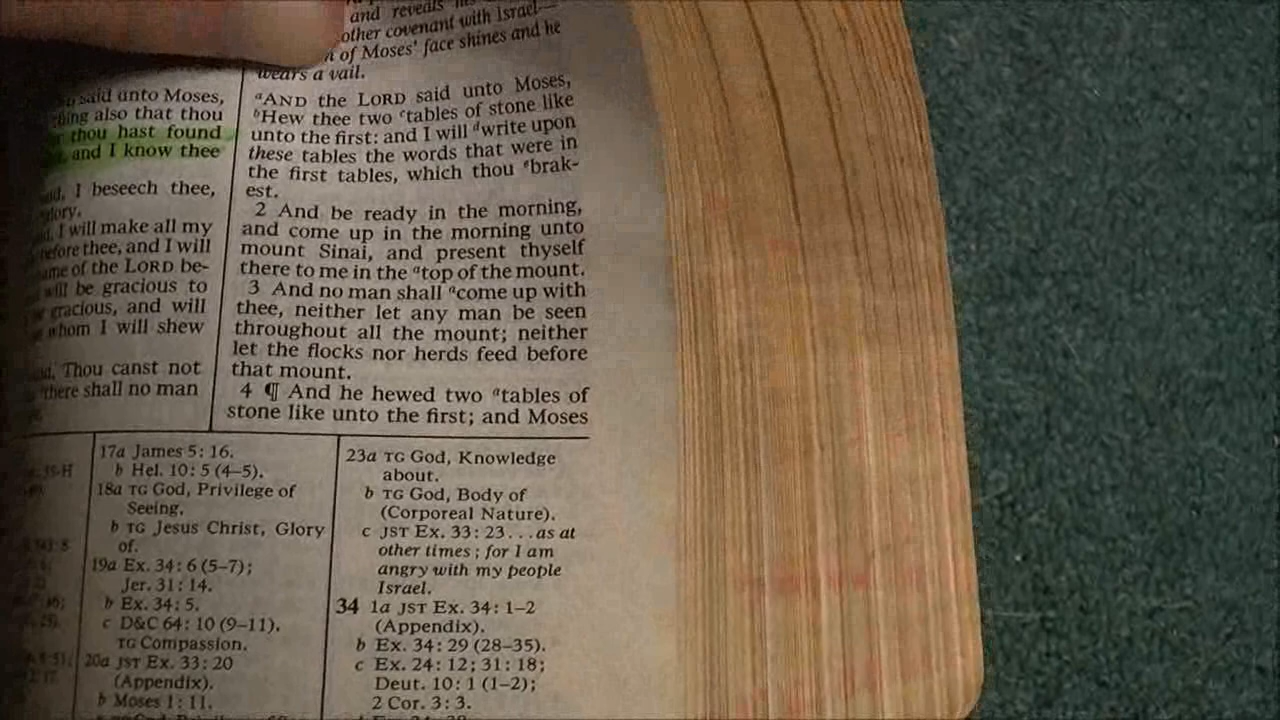 said unto Moses,
also that thou
thou hast found
and I know thee
I beseech thee,
glory.
I will make all my
before thee, and I will
of the LORD be-
will be gracious to
gracious, and will
whom I will shew
Thou canst not
there shall no man
and reveals his
other covenant with Israel—
of Moses' face shines and he
wears a vail.
aAND the LORD said unto Moses,
bHew thee two ctables of stone like
unto the first: and I will dwrite upon
these tables the words that were in
the first tables, which thou ebrak-
est.
2 And be ready in the morning,
and come up in the morning unto
mount Sinai, and present thyself
there to me in the atop of the mount.
3 And no man shall acome up with
thee, neither let any man be seen
throughout all the mount; neither
let the flocks nor herds feed before
that mount.
4 ¶ And he hewed two atables of
stone like unto the first; and Moses
17a James 5: 16.
b Hel. 10: 5 (4–5).
18a TG God, Privilege of
Seeing.
b TG Jesus Christ, Glory
of.
19a Ex. 34: 6 (5–7);
Jer. 31: 14.
b Ex. 34: 5.
c D&C 64: 10 (9–11).
TG Compassion.
20a JST Ex. 33: 20
(Appendix).
b Moses 1: 11.
23a TG God, Knowledge
about.
b TG God, Body of
(Corporeal Nature).
c JST Ex. 33: 23 . . . as at
other times; for I am
angry with my people
Israel.
34 1a JST Ex. 34: 1–2
(Appendix).
b Ex. 34: 29 (28–35).
c Ex. 24: 12; 31: 18;
Deut. 10: 1 (1–2);
2 Cor. 3: 3.